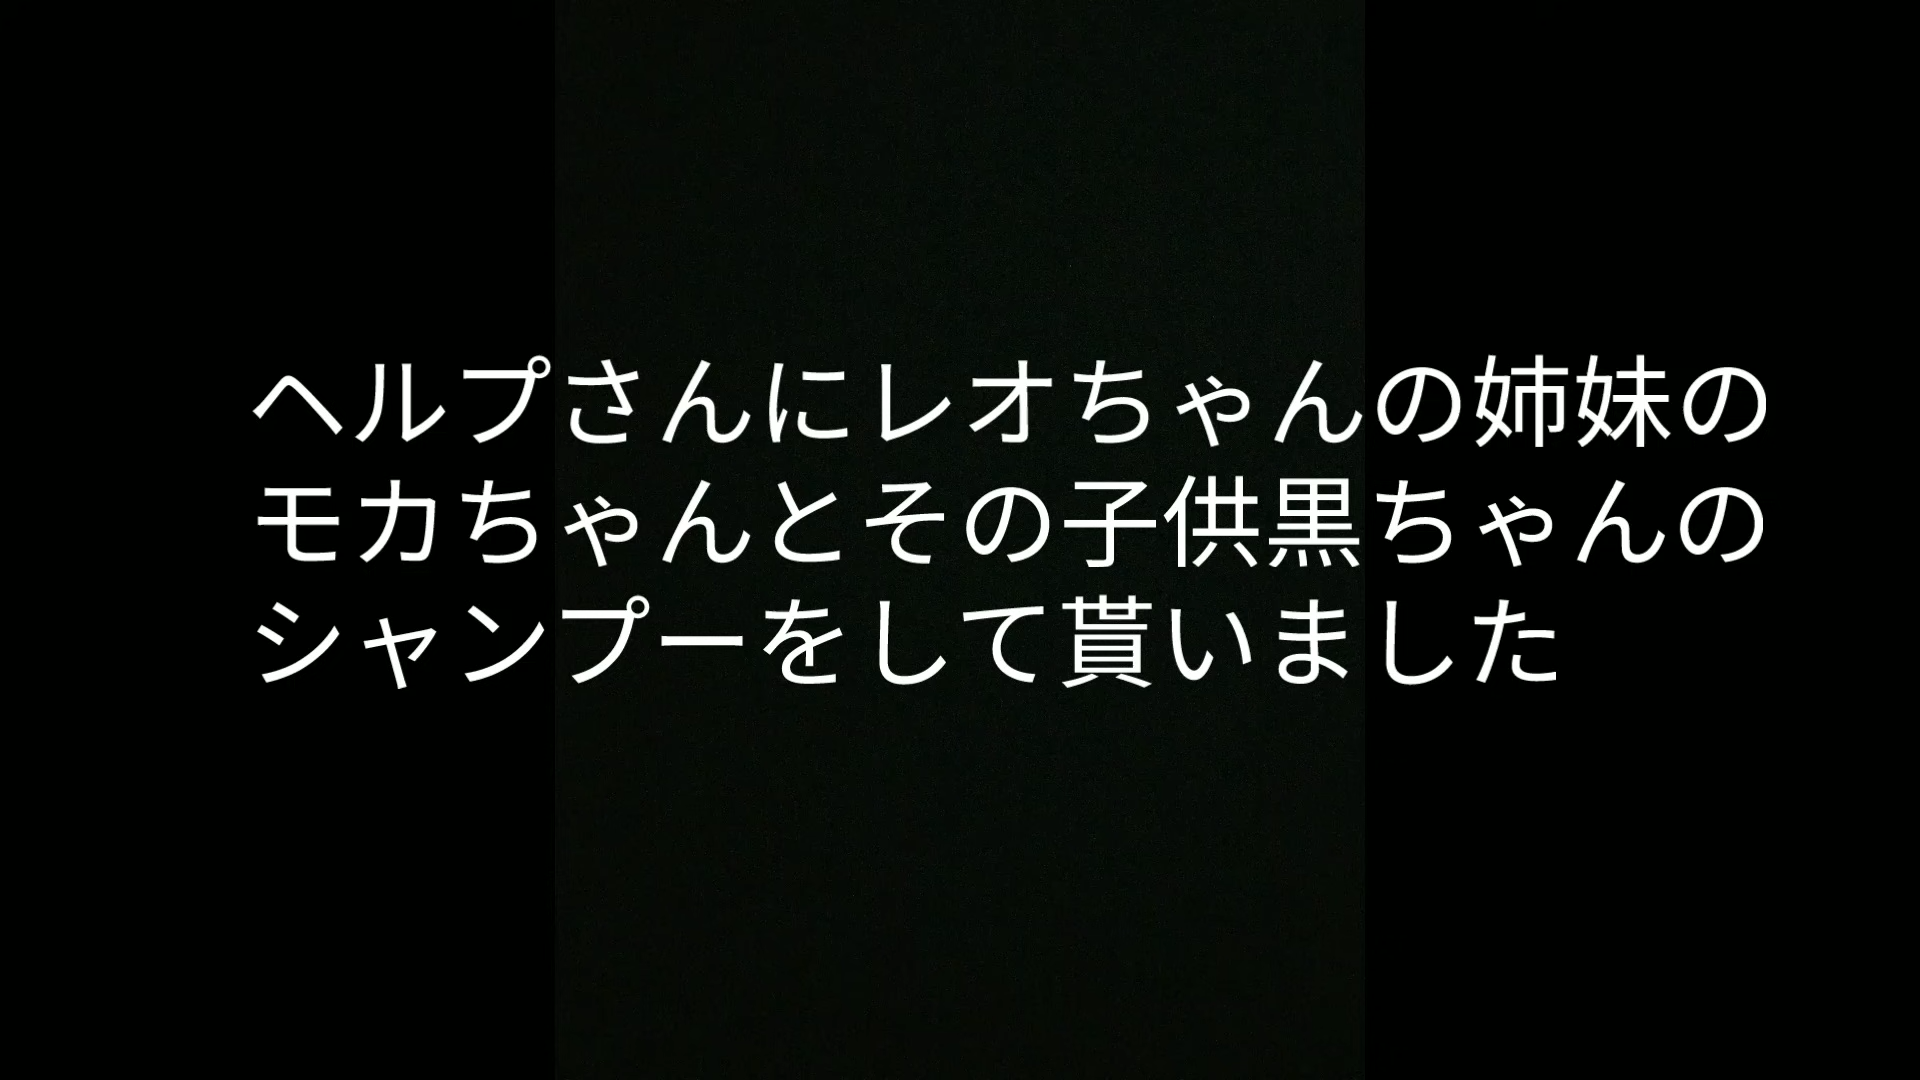 ヘルプさんにレオちゃんの姉妹の
モカちゃんとその子供黒ちゃんの
シャンプーをして貰いました